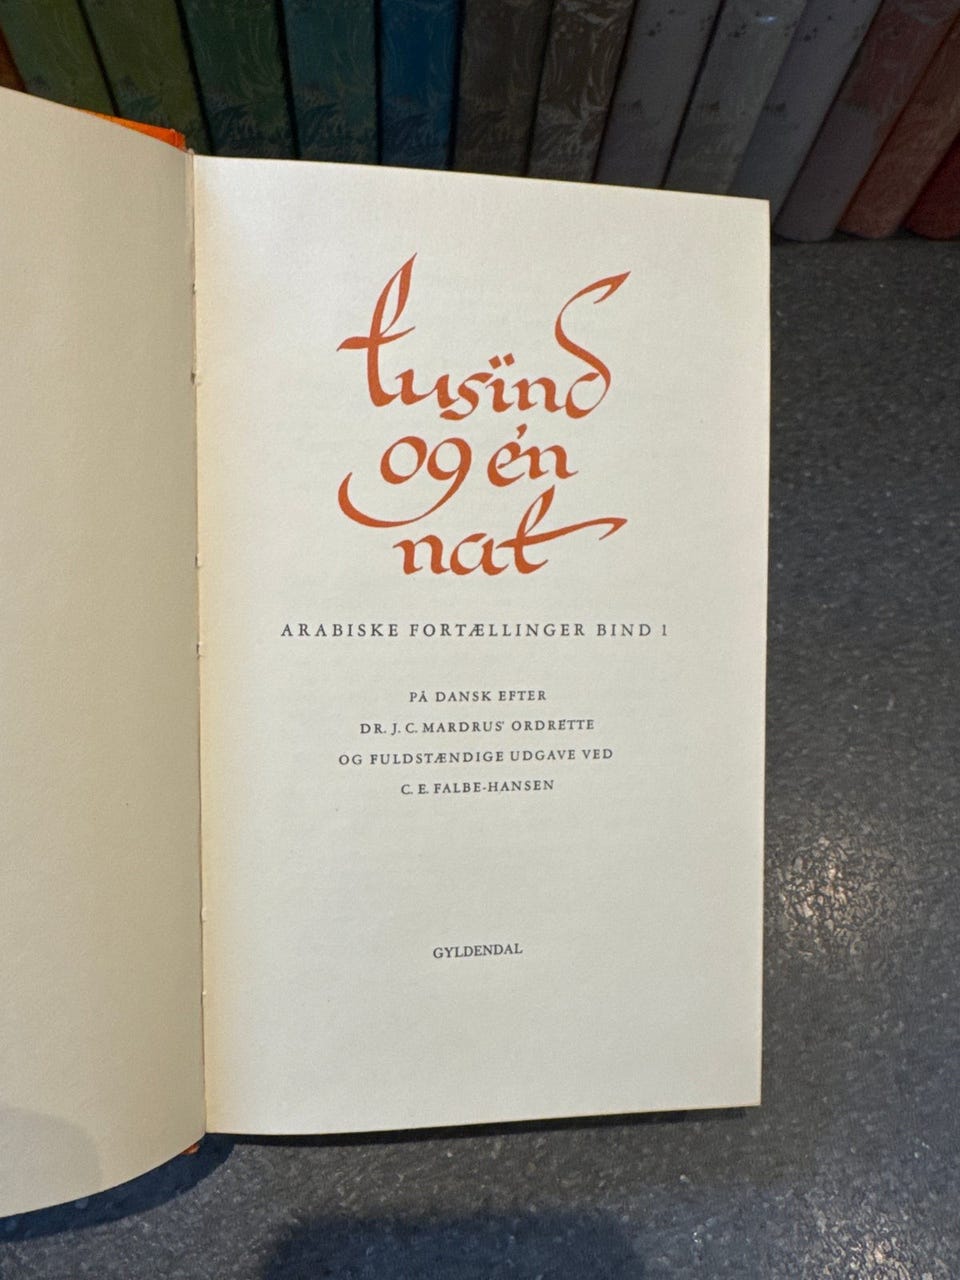 tusïnd
og én
nat
ARABISKE FORTÆLLINGER BIND 1
PÅ DANSK EFTER
DR. J. C. MARDRUS' ORDRETTE
OG FULDSTÆNDIGE UDGAVE VED
C. E. FALBE-HANSEN
GYLDENDAL